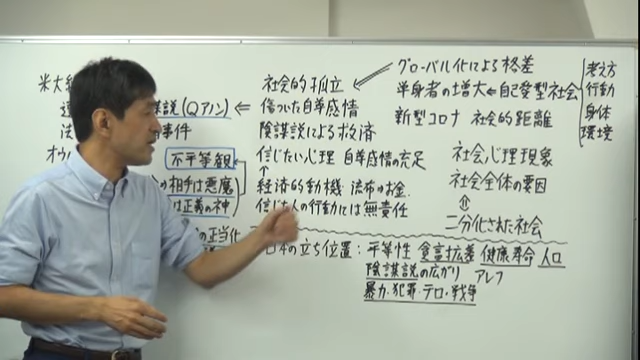 米大統
謀説(Qアノン)
事件
オウム
不平等観
相手は悪魔
は正義の神
の正当化
社会的孤立
傷ついた自尊感情
陰謀説による救済
信じたい心理 自尊感情の充足
↑
経済的動機 流布のお金
信じた人の行動には無責任
グローバル化による格差
単身者の増大←自己愛型社会
新型コロナ 社会的距離
考え方
行動
身体
環境
社会心理現象
社会全体の要因
⇑
二分化された社会
日本の立ち位置:平等性 貧富拡差 健康寿命 人口
陰謀説の広がり アレフ
暴力・犯罪・テロ・戦争